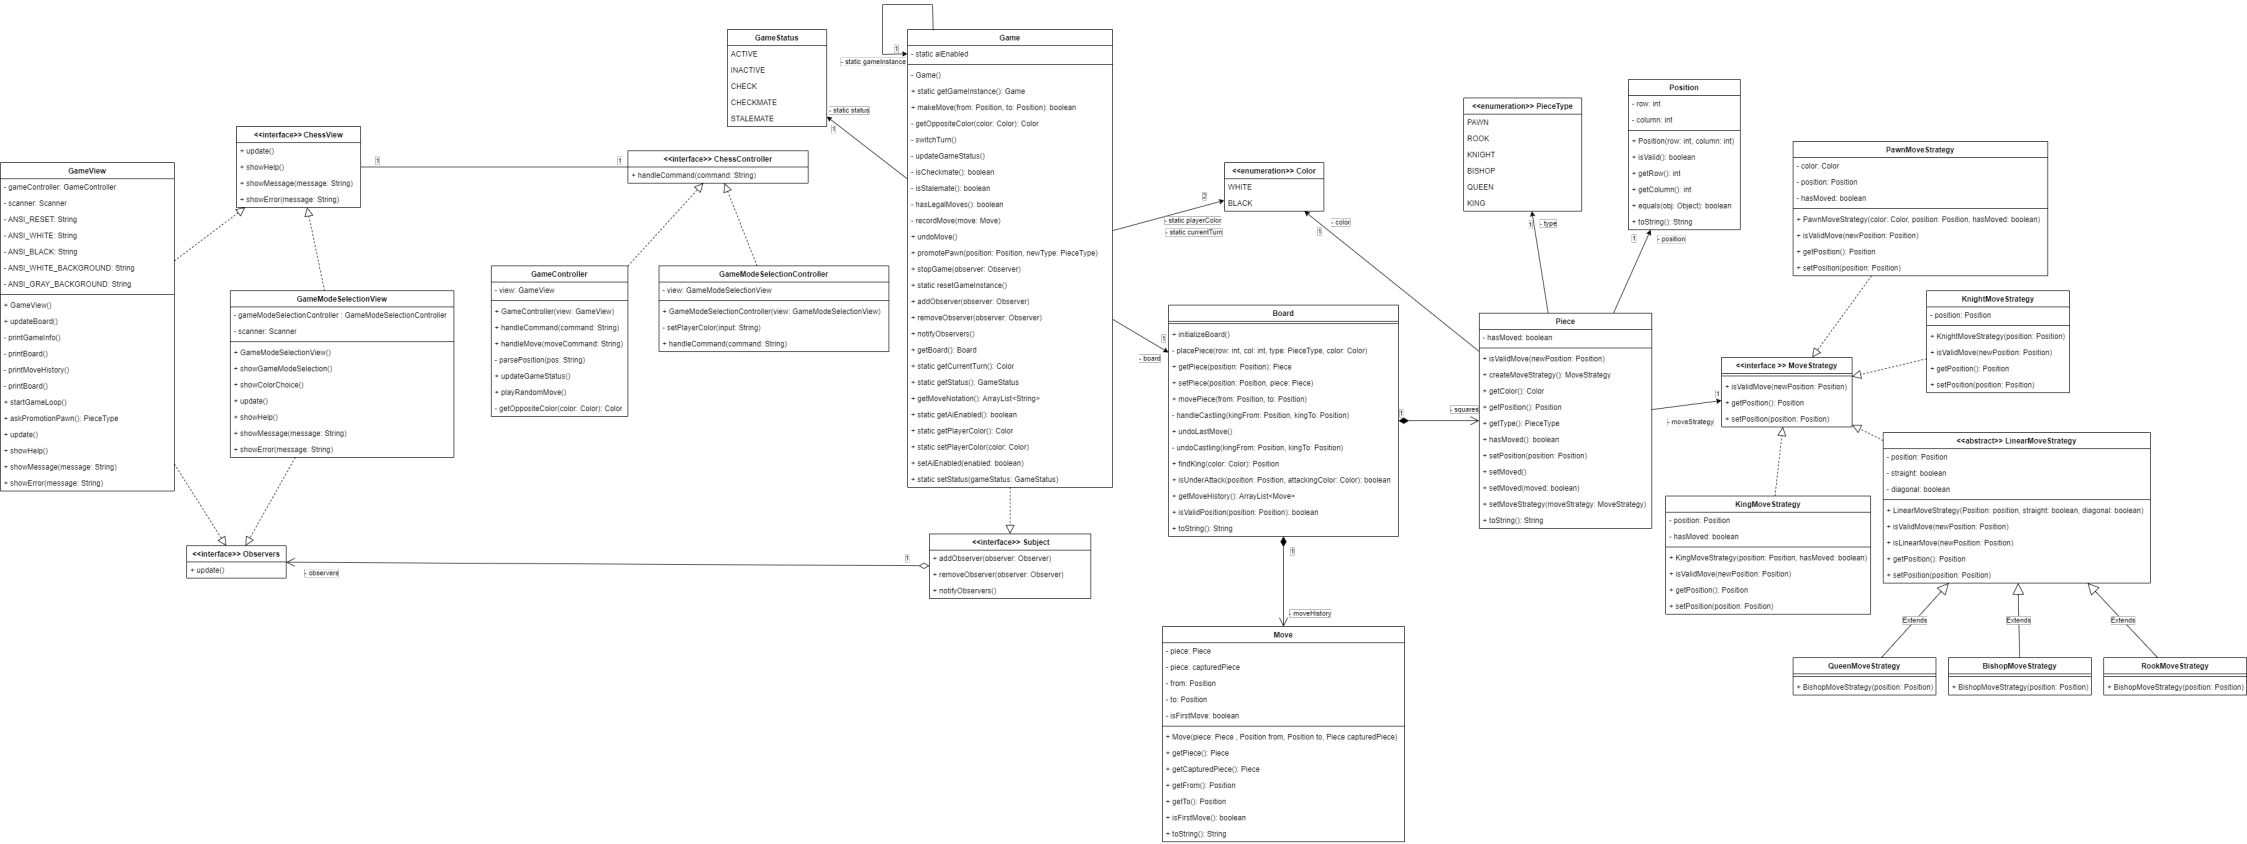 GameView
- gameController: GameController
- scanner: Scanner
- ANSI_RESET: String
- ANSI_WHITE: String
- ANSI_BLACK: String
- ANSI_WHITE_BACKGROUND: String
- ANSI_GRAY_BACKGROUND: String
+ GameView()
+ updateBoard()
- printGameInfo()
- printBoard()
- printMoveHistory()
- printBoard()
+ startGameLoop()
+ askPromotionPawn(): PieceType
+ update()
+ showHelp()
+ showMessage(message: String)
+ showError(message: String)
<<interface>> ChessView
+ update()
+ showHelp()
+ showMessage(message: String)
+ showError(message: String)
1
1
GameModeSelectionView
- gameModeSelectionController : GameModeSelectionController
- scanner: Scanner
+ GameModeSelectionView()
+ showGameModeSelection()
+ showColorChoice()
+ update()
+ showHelp()
+ showMessage(message: String)
+ showError(message: String)
<<interface>> Observers
+ update()
- observers
1
<<interface>> ChessController
+ handleCommand(command: String)
GameController
- view: GameView
+ GameController(view: GameView)
+ handleCommand(command: String)
+ handleMove(moveCommand: String)
- parsePosition(pos: String)
+ updateGameStatus()
+ playRandomMove()
- getOppositeColor(color: Color): Color
GameModeSelectionController
- view: GameModeSelectionView
+ GameModeSelectionController(view: GameModeSelectionView)
- setPlayerColor(input: String)
+ handleCommand(command: String)
GameStatus
ACTIVE
INACTIVE
CHECK
CHECKMATE
STALEMATE
- static status
1
1
- static gameInstance
Game
- static aiEnabled
- Game()
+ static getGameInstance(): Game
+ makeMove(from: Position, to: Position): boolean
- getOppositeColor(color: Color): Color
- switchTurn()
- updateGameStatus()
- isCheckmate(): boolean
- isStalemate(): boolean
- hasLegalMoves(): boolean
- recordMove(move: Move)
+ undoMove()
+ promotePawn(position: Position, newType: PieceType)
+ stopGame(observer: Observer)
+ static resetGameInstance()
+ addObserver(observer: Observer)
+ removeObserver(observer: Observer)
+ notifyObservers()
+ getBoard(): Board
+ static getCurrentTurn(): Color
+ static getStatus(): GameStatus
+ getMoveNotation(): ArrayList<String>
+ static getAiEnabled(): boolean
+ static getPlayerColor(): Color
+ static setPlayerColor(color: Color)
+ setAiEnabled(enabled: boolean)
+ static setStatus(gameStatus: GameStatus)
<<interface>> Subject
+ addObserver(observer: Observer)
+ removeObserver(observer: Observer)
+ notifyObservers()
- static playerColor
- static currentTurn
<<enumeration>> Color
WHITE
BLACK
- color
1
1
- board
Board
+ initializeBoard()
- placePiece(row: int, col: int, type: PieceType, color: Color)
+ getPiece(position: Position): Piece
+ setPiece(position: Position, piece: Piece)
+ movePiece(from: Position, to: Position)
- handleCastling(kingFrom: Position, kingTo: Position)
+ undoLastMove()
- undoCastling(kingFrom: Position, kingTo: Position)
+ findKing(color: Color): Position
+ isUnderAttack(position: Position, attackingColor: Color): boolean
+ getMoveHistory(): ArrayList<Move>
+ isValidPosition(position: Position): boolean
+ toString(): String
1
- squares
1
- moveHistory
Move
- piece: Piece
- piece: capturedPiece
- from: Position
- to: Position
- isFirstMove: boolean
+ Move(piece: Piece , Position from, Position to, Piece capturedPiece)
+ getPiece(): Piece
+ getCapturedPiece(): Piece
+ getFrom(): Position
+ getTo(): Position
+ isFirstMove(): boolean
+ toString(): String
<<enumeration>> PieceType
PAWN
ROOK
KNIGHT
BISHOP
QUEEN
KING
1
- type
Position
- row: int
- column: int
+ Position(row: int, column: int)
+ isValid(): boolean
+ getRow(): int
+ getColumn(): int
+ equals(obj: Object): boolean
+ toString(): String
1
- position
Piece
- hasMoved: boolean
+ isValidMove(newPosition: Position)
+ createMoveStrategy(): MoveStrategy
+ getColor(): Color
+ getPosition(): Position
+ getType(): PieceType
+ hasMoved(): boolean
+ setPosition(position: Position)
+ setMoved()
+ setMoved(moved: boolean)
+ setMoveStrategy(moveStrategy: MoveStrategy)
+ toString(): String
1
- moveStrategy
<<interface >> MoveStrategy
+ isValidMove(newPosition: Position)
+ getPosition(): Position
+ setPosition(position: Position)
PawnMoveStrategy
- color: Color
- position: Position
- hasMoved: boolean
+ PawnMoveStrategy(color: Color, position: Position, hasMoved: boolean)
+ isValidMove(newPosition: Position)
+ getPosition(): Position
+ setPosition(position: Position)
KnightMoveStrategy
- position: Position
+ KnightMoveStrategy(position: Position)
+ isValidMove(newPosition: Position)
+ getPosition(): Position
+ setPosition(position: Position)
KingMoveStrategy
- position: Position
- hasMoved: boolean
+ KingMoveStrategy(position: Position, hasMoved: boolean)
+ isValidMove(newPosition: Position)
+ getPosition(): Position
+ setPosition(position: Position)
<<abstract>> LinearMoveStrategy
- position: Position
- straight: boolean
- diagonal: boolean
+ LinearMoveStrategy(Position: position, straight: boolean, diagonal: boolean)
+ isValidMove(newPosition: Position)
+ isLinearMove(newPosition: Position)
+ getPosition(): Position
+ setPosition(position: Position)
Extends
Extends
Extends
QueenMoveStrategy
+ BishopMoveStrategy(position: Position)
BishopMoveStrategy
+ BishopMoveStrategy(position: Position)
RookMoveStrategy
+ BishopMoveStrategy(position: Position)